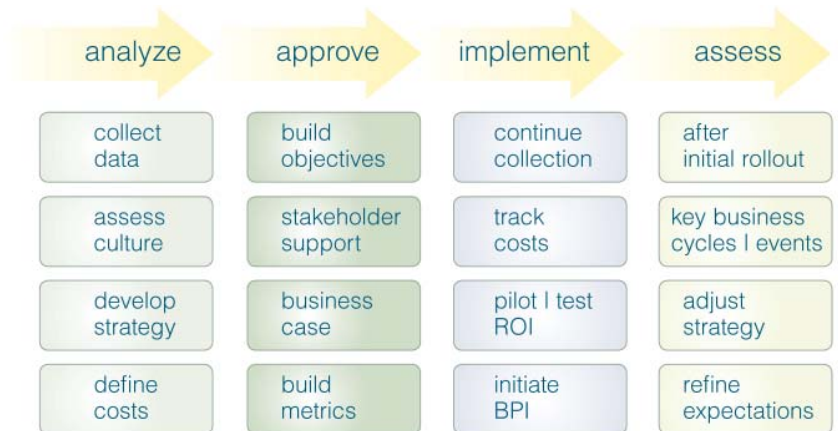 analyze
approve
implement
assess
collect
data
build
objectives
continue
collection
after
initial rollout
assess
culture
stakeholder
support
track
costs
key business
cycles | events
develop
strategy
business
case
pilot | test
ROI
adjust
strategy
define
costs
build
metrics
initiate
BPI
refine
expectations